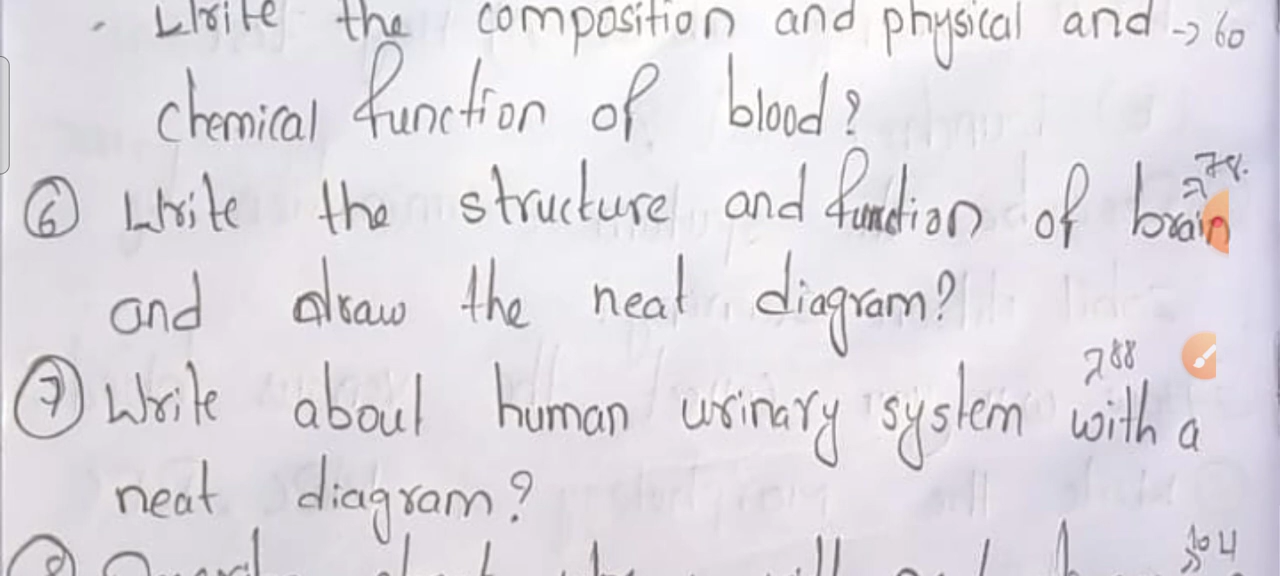 . Write the composition and physical and -> 60
chemical function of blood?
⑥ Write the structure and function of brain -> 78.
and draw the neat diagram?
⑦ Write about human urinary system with a -> 88
neat diagram?